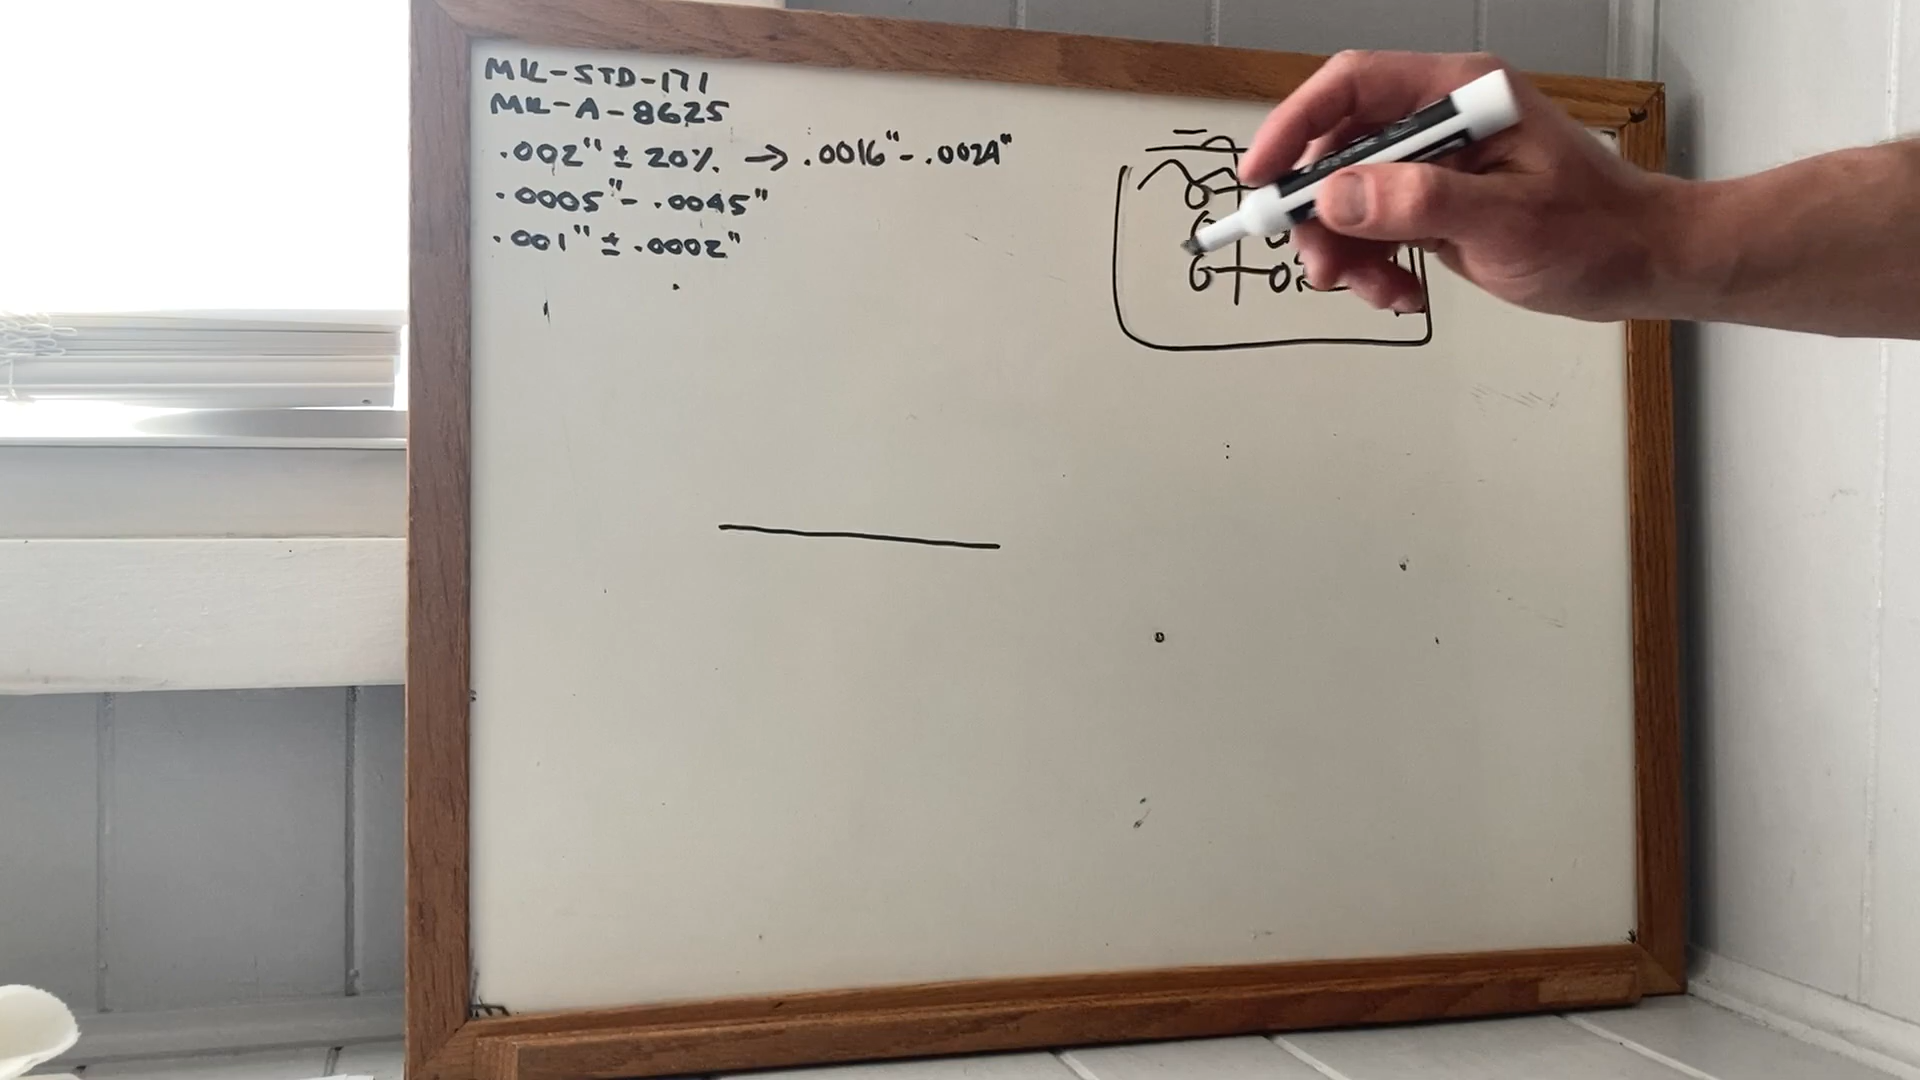 MIL-STD-171
MIL-A-8625
.002" ± 20% → .0016" - .0024"
.0005" - .0045"
.001" ± .0002"